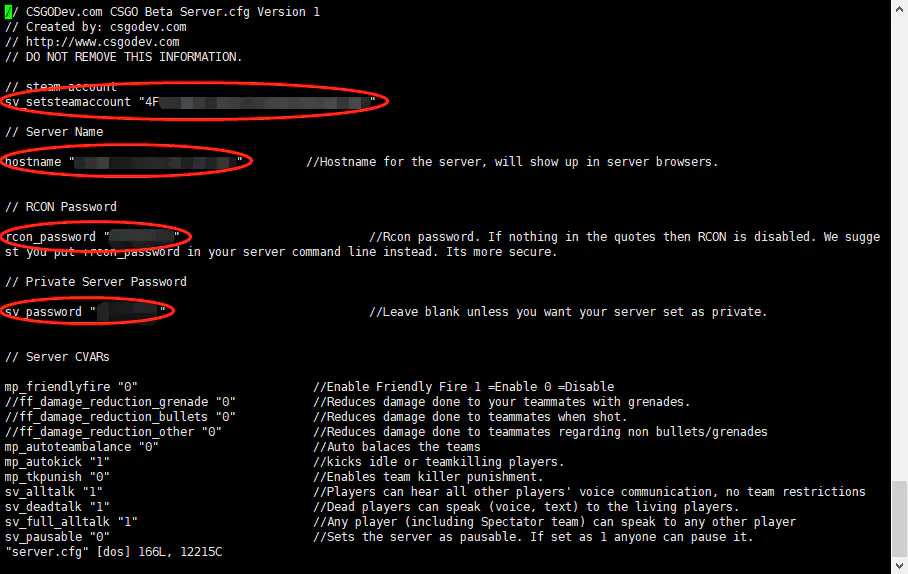 // CSGODev.com CSGO Beta Server.cfg Version 1
// Created by: csgodev.com
// http://www.csgodev.com
// DO NOT REMOVE THIS INFORMATION.
// steam account
sv_setsteamaccount "4F "
// Server Name
hostname " " //Hostname for the server, will show up in server browsers.
// RCON Password
rcon_password " " //Rcon password. If nothing in the quotes then RCON is disabled. We sugge
st you put +rcon_password in your server command line instead. Its more secure.
// Private Server Password
sv_password " " //Leave blank unless you want your server set as private.
// Server CVARs
mp_friendlyfire "0" //Enable Friendly Fire 1 =Enable 0 =Disable
//ff_damage_reduction_grenade "0" //Reduces damage done to your teammates with grenades.
//ff_damage_reduction_bullets "0" //Reduces damage done to teammates when shot.
//ff_damage_reduction_other "0" //Reduces damage done to teammates regarding non bullets/grenades
mp_autoteambalance "0" //Auto balaces the teams
mp_autokick "1" //kicks idle or teamkilling players.
mp_tkpunish "0" //Enables team killer punishment.
sv_alltalk "1" //Players can hear all other players' voice communication, no team restrictions
sv_deadtalk "1" //Dead players can speak (voice, text) to the living players.
sv_full_alltalk "1" //Any player (including Spectator team) can speak to any other player
sv_pausable "0" //Sets the server as pausable. If set as 1 anyone can pause it.
"server.cfg" [dos] 166L, 12215C